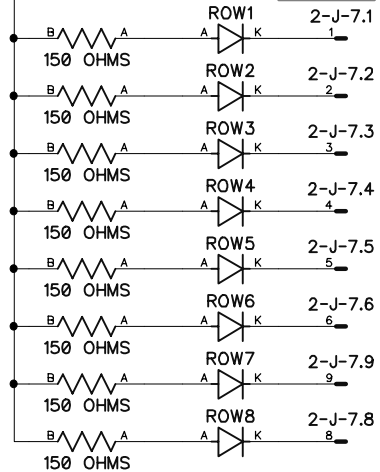 ROW1 2-J-7.1
B A A K 1
150 OHMS
ROW2 2-J-7.2
B A A K 2
150 OHMS
ROW3 2-J-7.3
B A A K 3
150 OHMS
ROW4 2-J-7.4
B A A K 4
150 OHMS
ROW5 2-J-7.5
B A A K 5
150 OHMS
ROW6 2-J-7.6
B A A K 6
150 OHMS
ROW7 2-J-7.9
B A A K 9
150 OHMS
ROW8 2-J-7.8
B A A K 8
150 OHMS